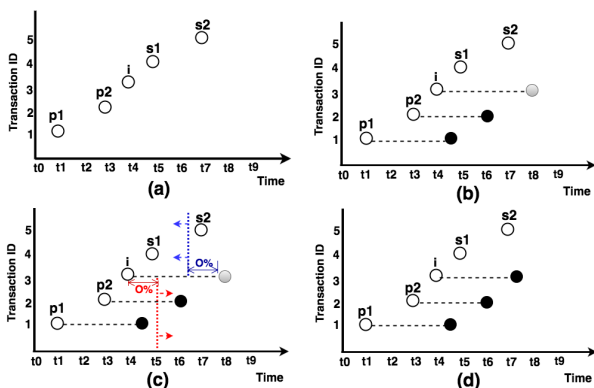 Transaction ID
5
4
3
2
1
p1
p2
i
s1
s2
t0 t1 t2 t3 t4 t5 t6 t7 t8 t9
Time
(a)
Transaction ID
5
4
3
2
1
p1
p2
i
s1
s2
t0 t1 t2 t3 t4 t5 t6 t7 t8 t9
Time
(b)
Transaction ID
5
4
3
2
1
p1
p2
i
s1
s2
O%
O%
t0 t1 t2 t3 t4 t5 t6 t7 t8 t9
Time
(c)
Transaction ID
5
4
3
2
1
p1
p2
i
s1
s2
t0 t1 t2 t3 t4 t5 t6 t7 t8 t9
Time
(d)